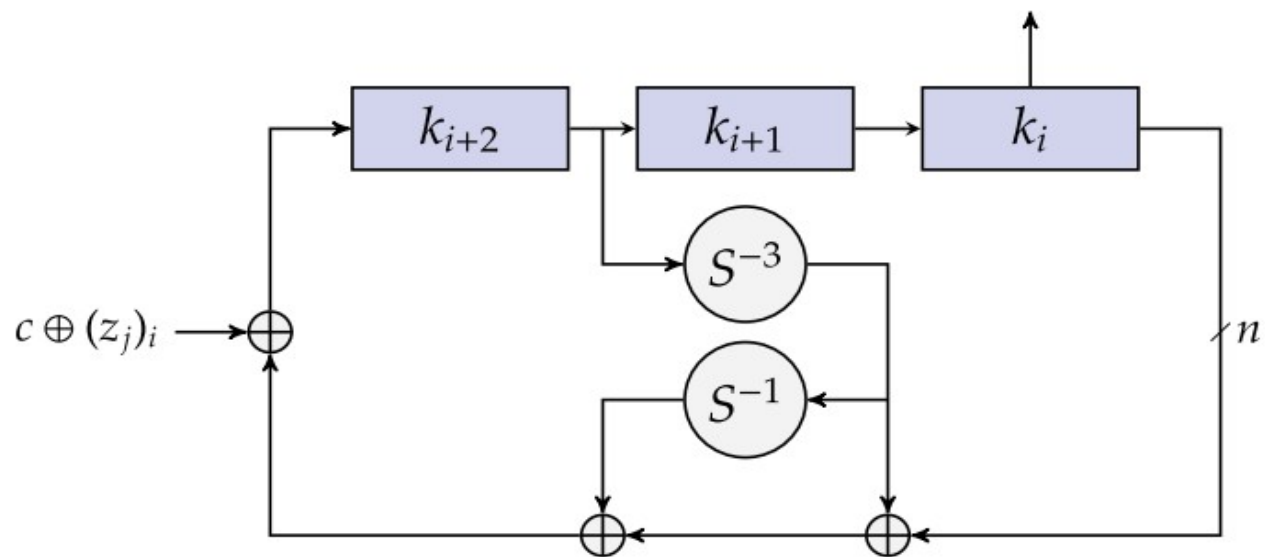 k_{i+2}
k_{i+1}
k_i
S^{-3}
c ⊕ (z_j)_i
n
S^{-1}